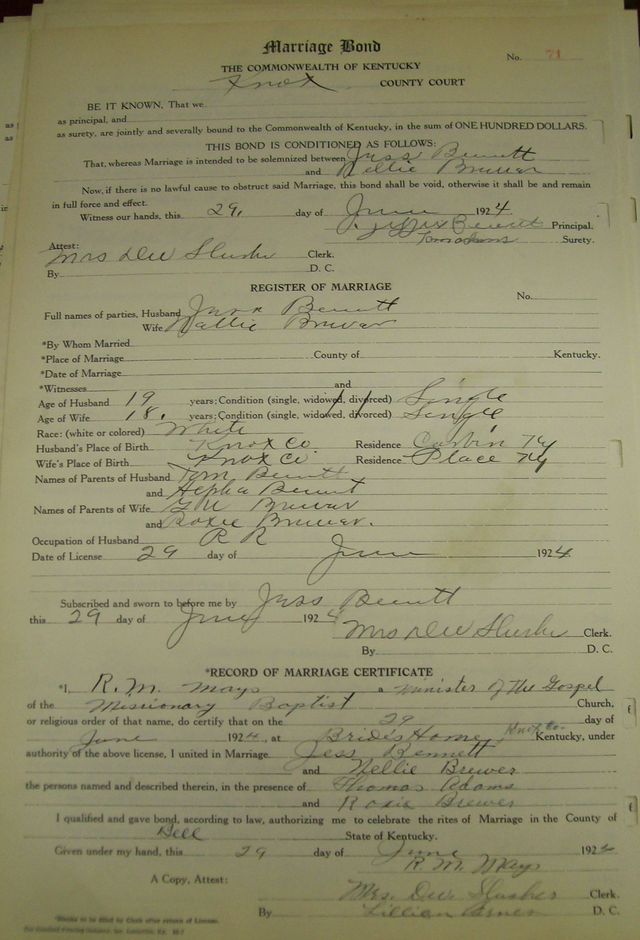 Marriage Bond
No. 71
THE COMMONWEALTH OF KENTUCKY
Knox COUNTY COURT
BE IT KNOWN, That we
as principal, and
as surety, are jointly and severally bound to the Commonwealth of Kentucky, in the sum of ONE HUNDRED DOLLARS.
THIS BOND IS CONDITIONED AS FOLLOWS:
That, whereas Marriage is intended to be solemnized between Jess Bennett
and Nellie Brewer
Now, if there is no lawful cause to obstruct said Marriage, this bond shall be void, otherwise it shall be and remain
in full force and effect.
Witness our hands, this 29, day of June 1924
Bennett Principal.
Tom Adams Surety.
Attest:
Mrs Dee Slusher Clerk.
By D. C.
REGISTER OF MARRIAGE
No.
Full names of parties, Husband Jess Bennett
Wife Nellie Brewer
*By Whom Married
*Place of Marriage County of Kentucky.
*Date of Marriage
*Witnesses and
Age of Husband 19 years; Condition (single, widowed, divorced) Single
Age of Wife 18. years; Condition (single, widowed, divorced) Single
Race: (white or colored) White
Husband's Place of Birth Knox Co. Residence Corbin Ky
Wife's Place of Birth Knox Co Residence Place Ky
Names of Parents of Husband Tom Bennett
and Bennett
Names of Parents of Wife Brewer
and Roxie Brewer.
Occupation of Husband R R
Date of License 29 day of June 1924
Subscribed and sworn to before me by Jess Bennett
this 29 day of June 1924
Mrs Dee Slusher Clerk.
By D. C.
*RECORD OF MARRIAGE CERTIFICATE
*I, R. M. Mays a Minister of the Gospel
of the Missionary Baptist Church,
or religious order of that name, do certify that on the 29 day of
June 1924, at Brides Home, Knox Co. Kentucky, under
authority of the above license, I united in Marriage Jess Bennett
and Nellie Brewer
the persons named and described therein, in the presence of Thomas Adams
and Roxie Brewer
I qualified and gave bond, according to law, authorizing me to celebrate the rites of Marriage in the County of
Bell State of Kentucky.
Given under my hand, this 29 day of June 1924
R. M. Mays
A Copy, Attest: Mrs. Dee Slusher Clerk.
By Lillian D. C.
*Blanks to be filled by Clerk after return of License.